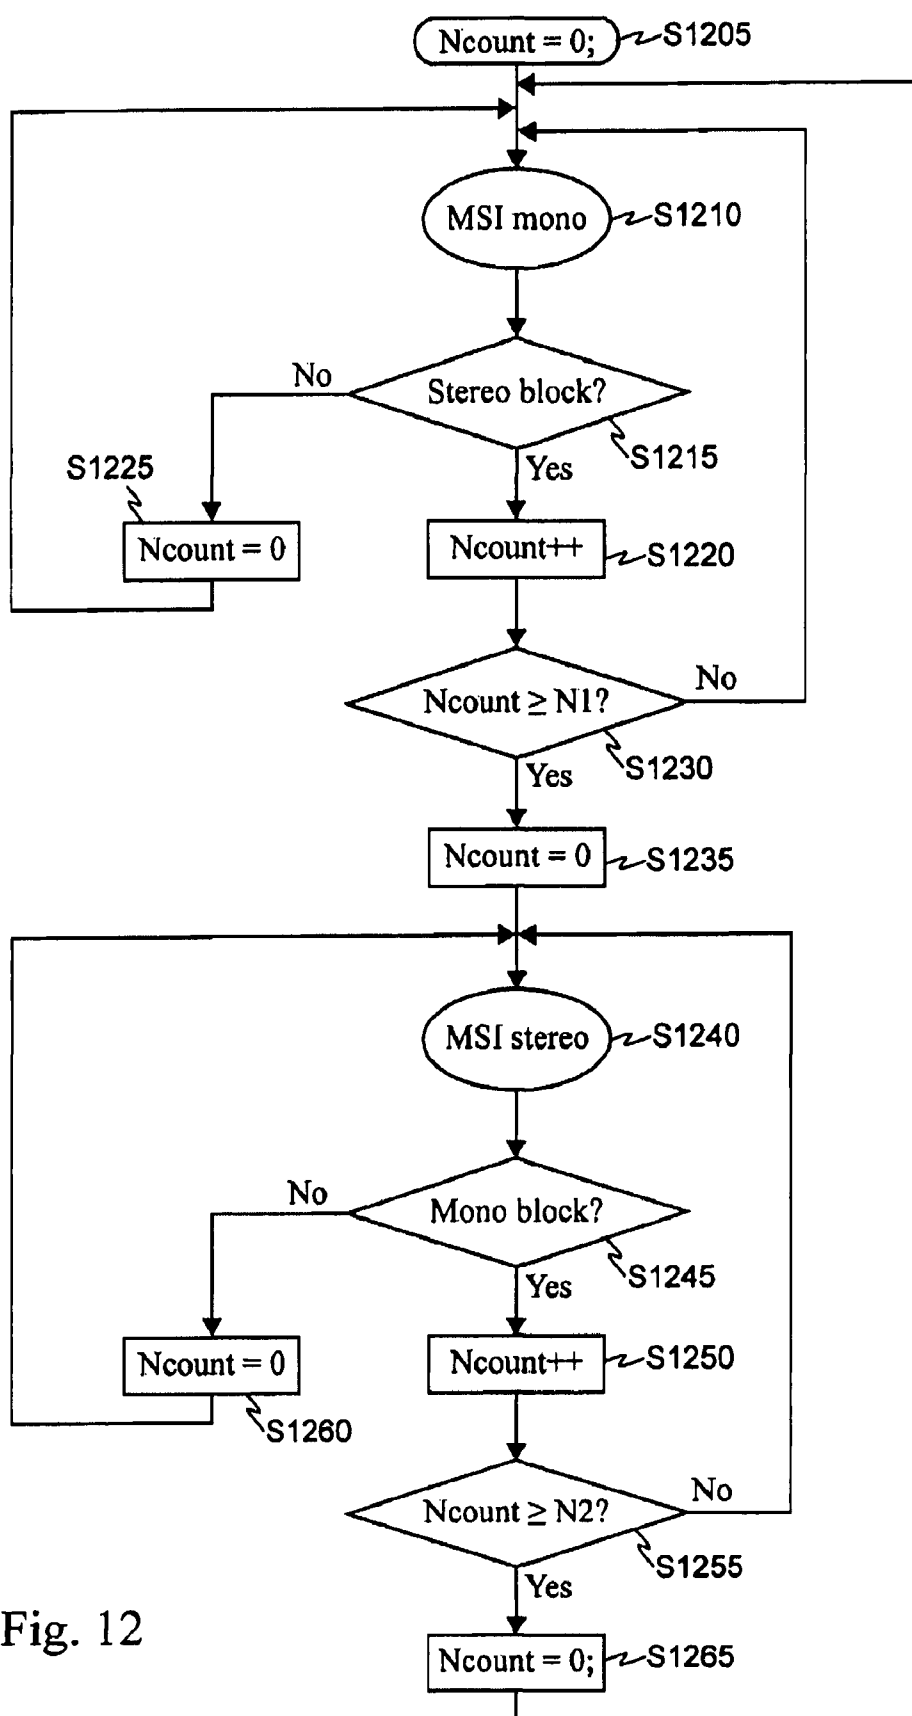 Ncount = 0;
S1205
MSI mono
S1210
No
Stereo block?
S1215
S1225
Yes
Ncount = 0
Ncount++
S1220
No
Ncount ≥ N1?
S1230
Yes
Ncount = 0
S1235
MSI stereo
S1240
No
Mono block?
S1245
Yes
Ncount = 0
S1260
Ncount++
S1250
No
Ncount ≥ N2?
S1255
Yes
Fig. 12
Ncount = 0;
S1265